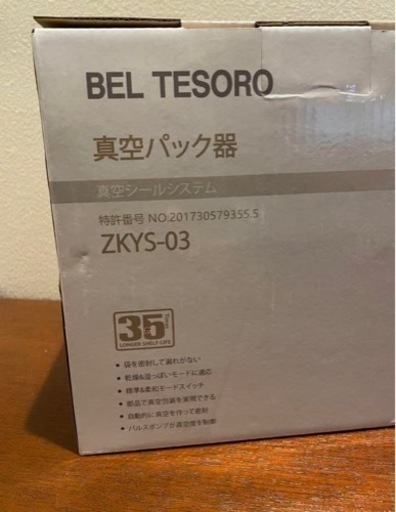 BEL TESORO
真空パック器
真空シールシステム
特許番号 NO:201730579355.5
ZKYS-03
35
LONGER SHELF-LIFE
• 袋を密封して漏れがない
• 乾燥&湿っぽいモードに適応
• 標準&柔和モードスイッチ
• 部品で真空包装を実現できる
• 自動的に真空を作って密封
• パルスポンプが真空度を制御